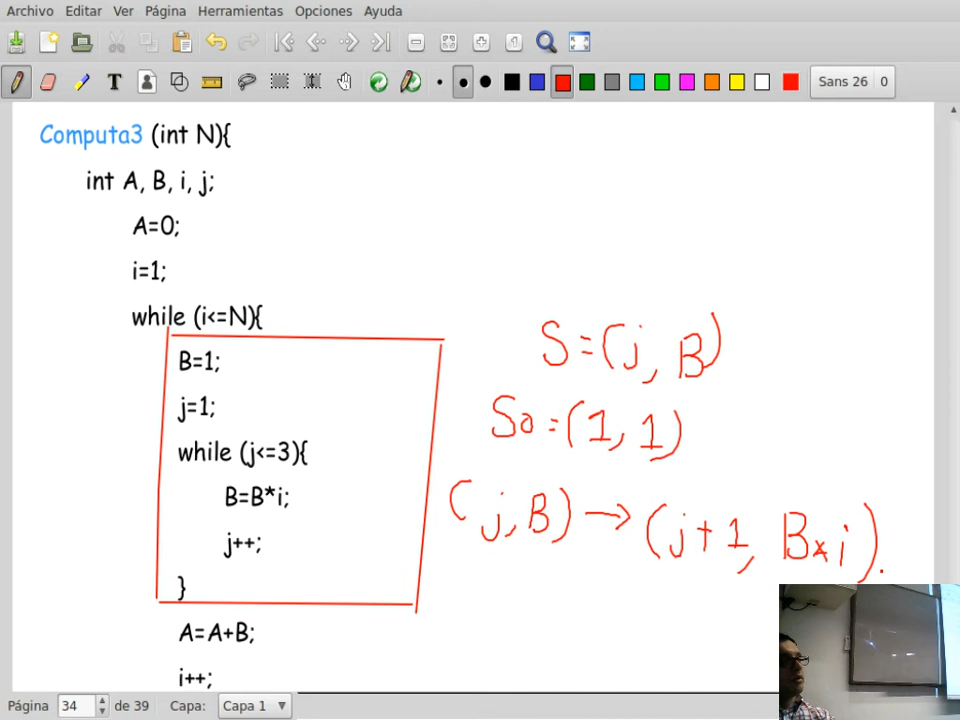 Archivo Editar Ver Página Herramientas Opciones Ayuda
T Sans 26 0
Computa3 (int N){
int A, B, i, j;
A=0;
i=1;
while (i<=N){
B=1;
j=1;
while (j<=3){
B=B*i;
j++;
}
A=A+B;
i++;
S=(j, B)
S0=(1, 1)
(j, B) → (j+1, B*i).
Página 34 de 39 Capa: Capa 1